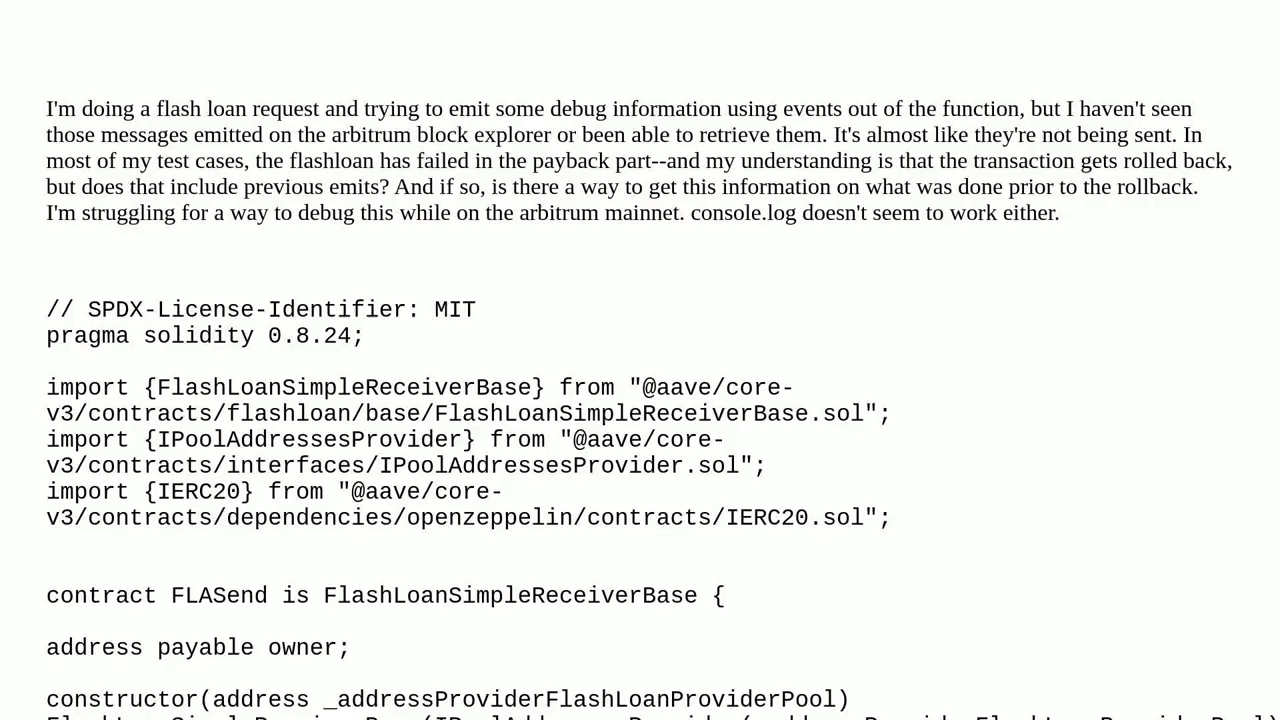 I'm doing a flash loan request and trying to emit some debug information using events out of the function, but I haven't seen
those messages emitted on the arbitrum block explorer or been able to retrieve them. It's almost like they're not being sent. In
most of my test cases, the flashloan has failed in the payback part--and my understanding is that the transaction gets rolled back,
but does that include previous emits? And if so, is there a way to get this information on what was done prior to the rollback.
I'm struggling for a way to debug this while on the arbitrum mainnet. console.log doesn't seem to work either.
// SPDX-License-Identifier: MIT
pragma solidity 0.8.24;
import {FlashLoanSimpleReceiverBase} from "@aave/core-
v3/contracts/flashloan/base/FlashLoanSimpleReceiverBase.sol";
import {IPoolAddressesProvider} from "@aave/core-
v3/contracts/interfaces/IPoolAddressesProvider.sol";
import {IERC20} from "@aave/core-
v3/contracts/dependencies/openzeppelin/contracts/IERC20.sol";
contract FLASend is FlashLoanSimpleReceiverBase {
address payable owner;
constructor(address _addressProviderFlashLoanProviderPool)